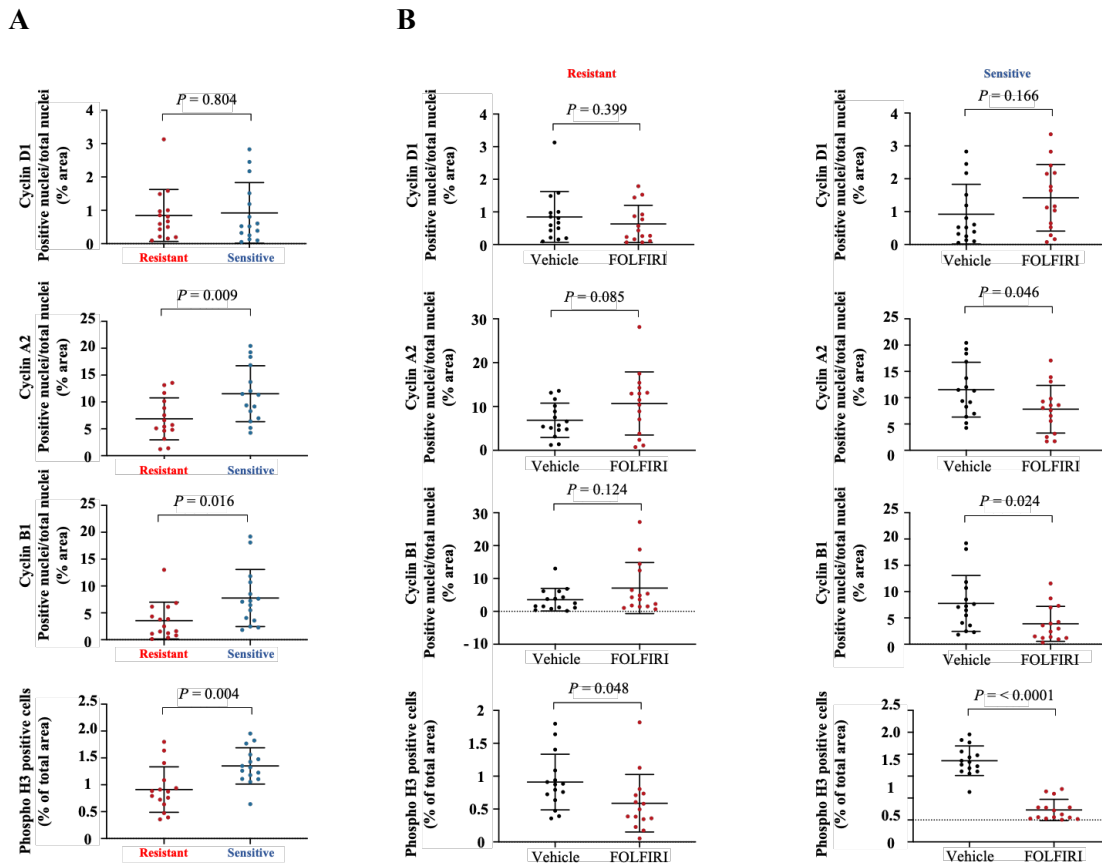 A
B
Cyclin D1
Positive nuclei/total nuclei
(% area)
P = 0.804
4
3
2
1
0
Resistant
Sensitive
Cyclin A2
Positive nuclei/total nuclei
(% area)
P = 0.009
25
20
15
10
5
0
Resistant
Sensitive
Cyclin B1
Positive nuclei/total nuclei
(% area)
P = 0.016
25
20
15
10
5
0
Resistant
Sensitive
Phospho H3 positive cells
(% of total area)
P = 0.004
2.5
2.0
1.5
1
0.5
0
Resistant
Sensitive
Resistant
Cyclin D1
Positive nuclei/total nuclei
(% area)
P = 0.399
4
3
2
1
0
Vehicle
FOLFIRI
Cyclin A2
Positive nuclei/total nuclei
(% area)
P = 0.085
30
20
10
0
Vehicle
FOLFIRI
Cyclin B1
Positive nuclei/total nuclei
(% area)
P = 0.124
30
20
10
0
- 10
Vehicle
FOLFIRI
Phospho H3 positive cells
(% of total area)
P = 0.048
2
1.5
1
0.5
0
Vehicle
FOLFIRI
Sensitive
Cyclin D1
Positive nuclei/total nuclei
(% area)
P = 0.166
4
3
2
1
0
Vehicle
FOLFIRI
Cyclin A2
Positive nuclei/total nuclei
(% area)
P = 0.046
25
20
15
10
5
0
Vehicle
FOLFIRI
Cyclin B1
Positive nuclei/total nuclei
(% area)
P = 0.024
25
20
15
10
5
0
Vehicle
FOLFIRI
Phospho H3 positive cells
(% of total area)
P = < 0.0001
2.5
1.5
0.5
0
Vehicle
FOLFIRI